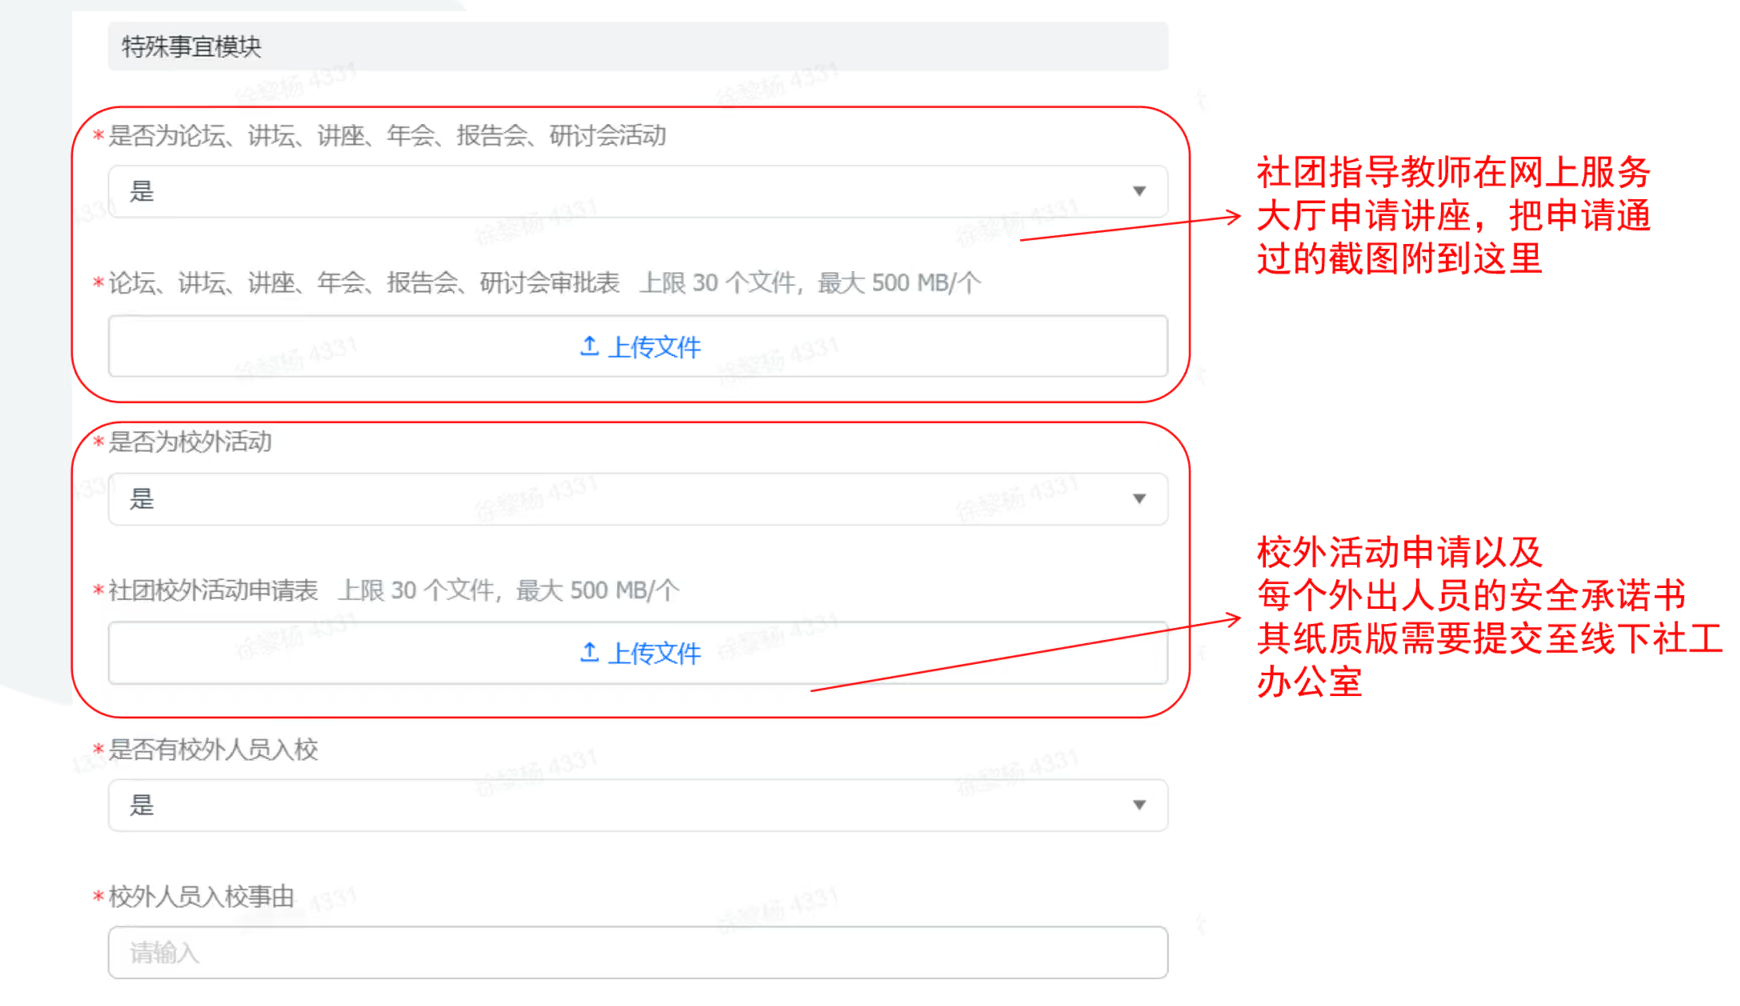 特殊事宜模块
*是否为论坛、讲坛、讲座、年会、报告会、研讨会活动
是
*论坛、讲坛、讲座、年会、报告会、研讨会审批表 上限 30 个文件，最大 500 MB/个
上传文件
社团指导教师在网上服务
大厅申请讲座，把申请通
过的截图附到这里
*是否为校外活动
是
*社团校外活动申请表 上限 30 个文件，最大 500 MB/个
上传文件
校外活动申请以及
每个外出人员的安全承诺书
其纸质版需要提交至线下社工
办公室
*是否有校外人员入校
是
*校外人员入校事由
请输入
徐黎杨 4331